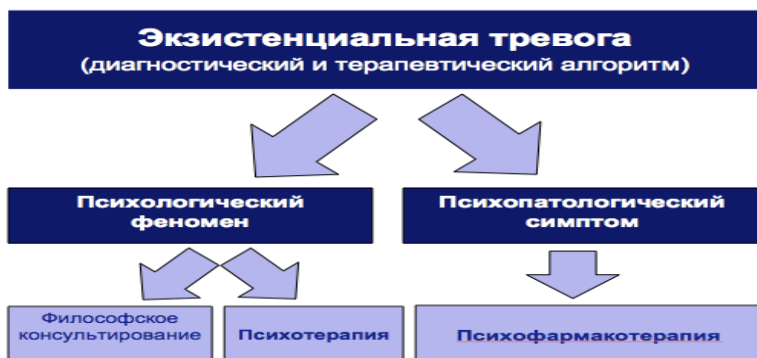 Экзистенциальная тревога
(диагностический и терапевтический алгоритм)
Психологический
феномен
Психопатологический
симптом
Философское
консультирование
Психотерапия
Психофармакотерапия